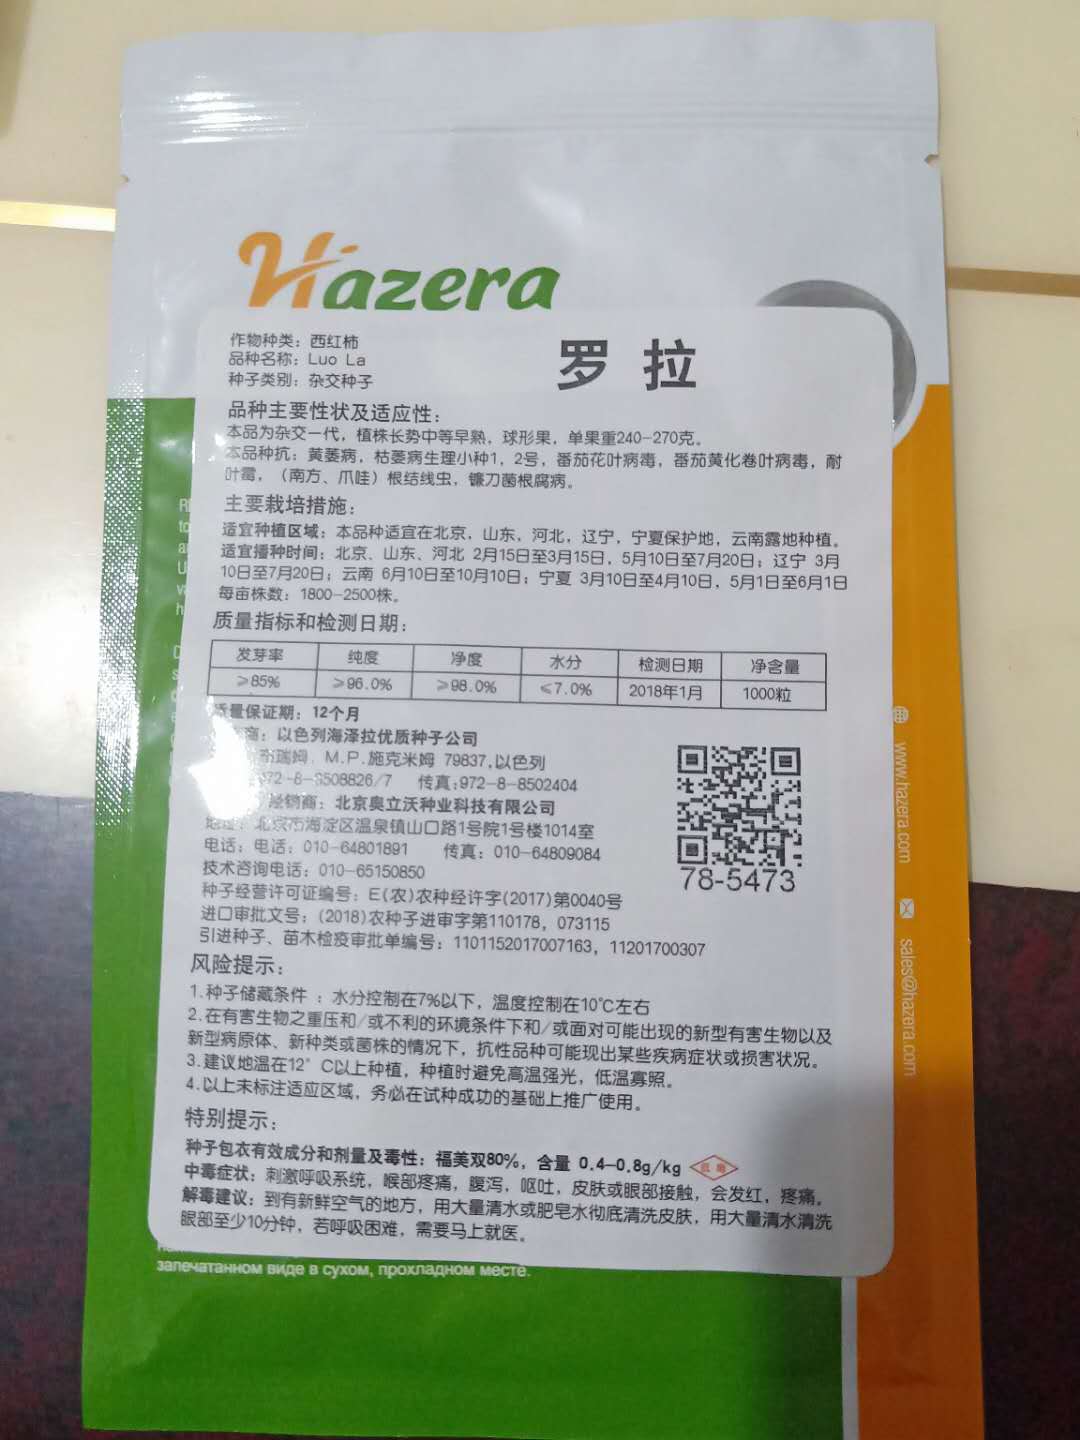 Hazera
作物种类：西红柿
品种名称：Luo La
种子类别：杂交种子
罗 拉
品种主要性状及适应性：
本品为杂交一代，植株长势中等早熟，球形果，单果重240-270克。
本品种抗：黄萎病，枯萎病生理小种1，2号，番茄花叶病毒，番茄黄化卷叶病毒，耐
叶霉，（南方、爪哇）根结线虫，镰刀菌根腐病。
主要栽培措施：
适宜种植区域：本品种适宜在北京，山东、河北，辽宁，宁夏保护地，云南露地种植。
适宜播种时间：北京、山东、河北 2月15日至3月15日，5月10日至7月20日；辽宁 3月
10日至7月20日；云南 6月10日至10月10日；宁夏 3月10日至4月10日，5月1日至6月1日
每亩株数：1800-2500株。
质量指标和检测日期：
发芽率 纯度 净度 水分 检测日期 净含量
≥85% ≥96.0% ≥98.0% ≤7.0% 2018年1月 1000粒
质量保证期：12个月
商：以色列海泽拉优质种子公司
布瑞姆，M.P.施克米姆 79837,以色列
972-8-8508826/7 传真:972-8-8502404
经销商：北京奥立沃种业科技有限公司
地址：北京市海淀区温泉镇山口路1号院1号楼1014室
电话：电话：010-64801891 传真：010-64809084
技术咨询电话：010-65150850
种子经营许可证编号：E(农)农种经许字(2017)第0040号
进口审批文号：(2018)农种子进审字第110178，073115
引进种子、苗木检疫审批单编号：1101152017007163，11201700307
78-5473
风险提示：
1.种子储藏条件 ：水分控制在7%以下，温度控制在10℃左右
2.在有害生物之重压和/或不利的环境条件下和/或面对可能出现的新型有害生物以及
新型病原体、新种类或菌株的情况下，抗性品种可能现出某些疾病症状或损害状况。
3.建议地温在12°C以上种植，种植时避免高温强光，低温寡照。
4.以上未标注适应区域，务必在试种成功的基础上推广使用。
特别提示：
种子包衣有效成分和剂量及毒性：福美双80%，含量 0.4-0.8g/kg 低毒
中毒症状：刺激呼吸系统，喉部疼痛，腹泻，呕吐，皮肤或眼部接触，会发红，疼痛。
解毒建议：到有新鲜空气的地方，用大量清水或肥皂水彻底清洗皮肤，用大量清水清洗
眼部至少10分钟，若呼吸困难，需要马上就医。
запечатанном виде в сухом, прохладном месте.
www.hazera.com
sales@hazera.com